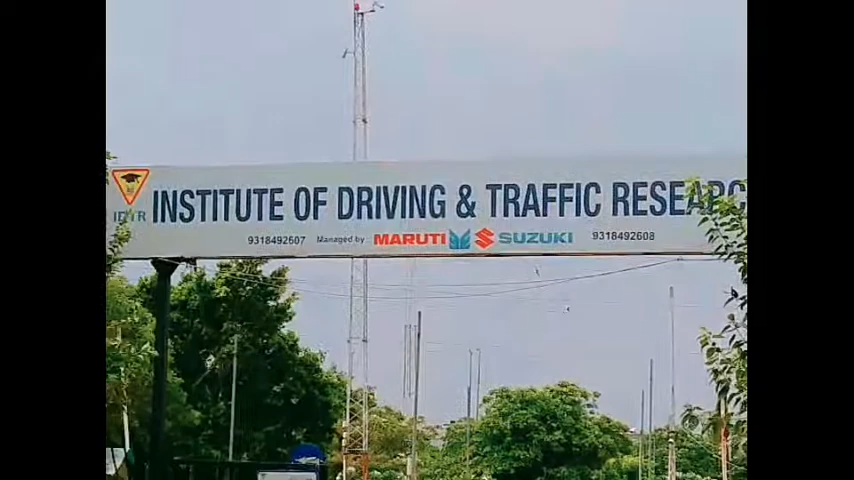 INSTITUTE OF DRIVING & TRAFFIC RESEARC
IDTR
9318492607 Managed by MARUTI SUZUKI 9318492608